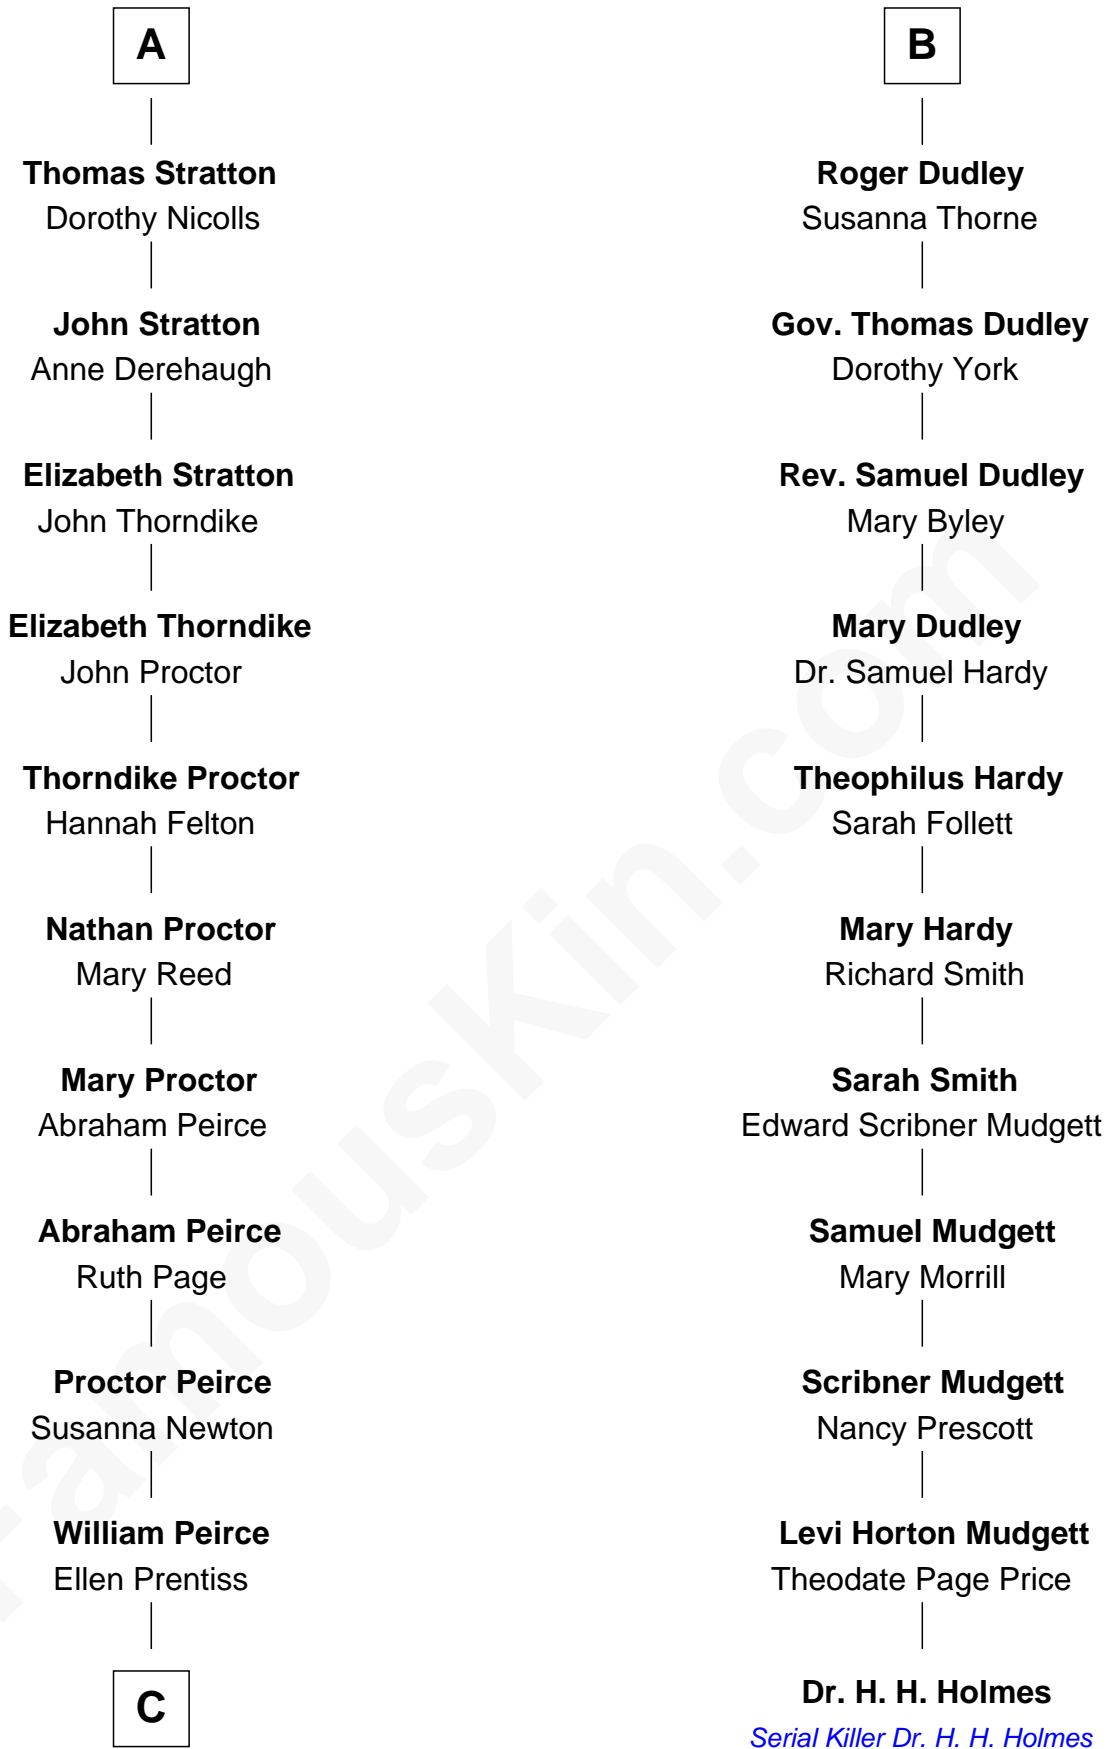 A
Thomas Stratton
Dorothy Nicolls
John Stratton
Anne Derehaugh
Elizabeth Stratton
John Thorndike
Elizabeth Thorndike
John Proctor
Thorndike Proctor
Hannah Felton
Nathan Proctor
Mary Reed
Mary Proctor
Abraham Peirce
Abraham Peirce
Ruth Page
Proctor Peirce
Susanna Newton
William Peirce
Ellen Prentiss
C
B
Roger Dudley
Susanna Thorne
Gov. Thomas Dudley
Dorothy York
Rev. Samuel Dudley
Mary Byley
Mary Dudley
Dr. Samuel Hardy
Theophilus Hardy
Sarah Follett
Mary Hardy
Richard Smith
Sarah Smith
Edward Scribner Mudgett
Samuel Mudgett
Mary Morrill
Scribner Mudgett
Nancy Prescott
Levi Horton Mudgett
Theodate Page Price
Dr. H. H. Holmes
Serial Killer Dr. H. H. Holmes
FamousKin.com